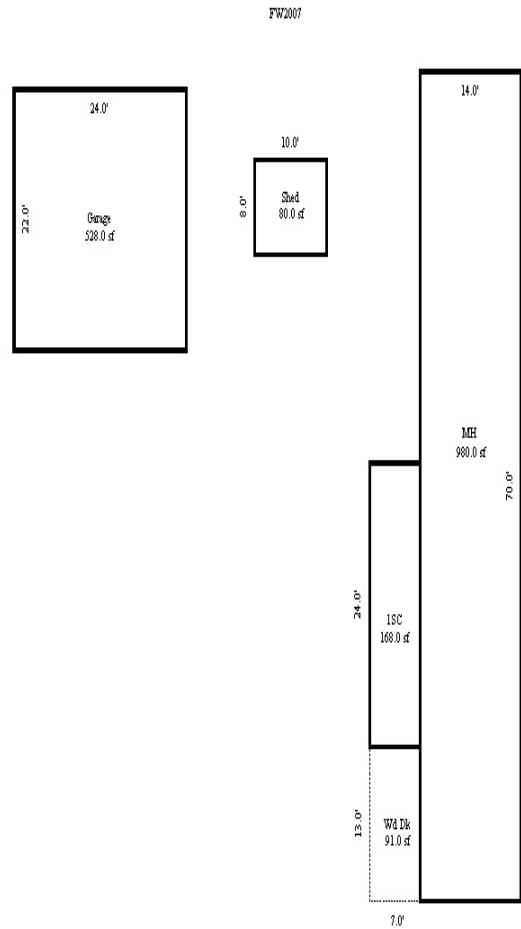 FW2007
24.0'
22.0'
Garage
528.0 sf
10.0'
8.0'
Shed
80.0 sf
14.0'
MH
980.0 sf
70.0'
24.0'
1SC
168.0 sf
13.0'
Wd Dk
91.0 sf
7.0'